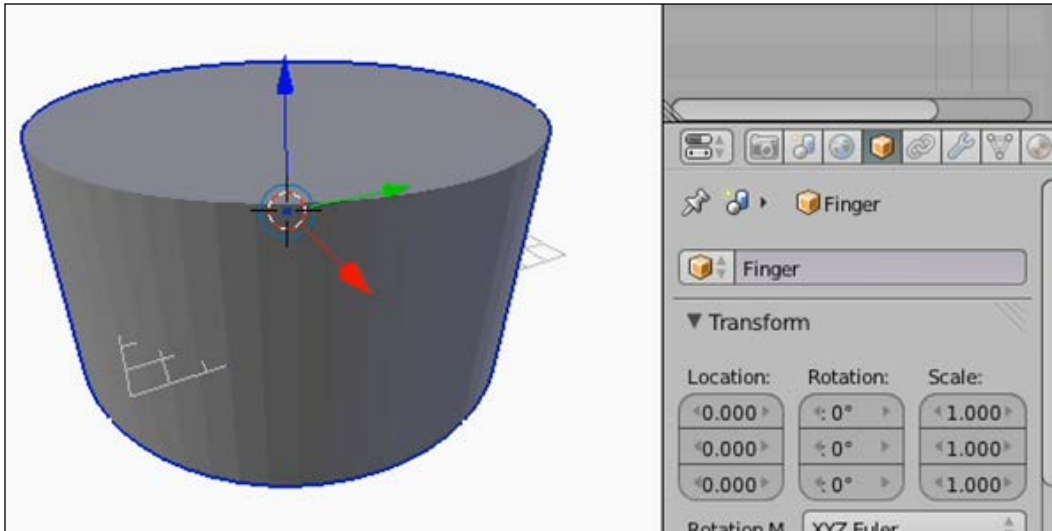 Finger
Finger
Transform
Location: Rotation: Scale:
0.000 : 0° 1.000
0.000 : 0° 1.000
0.000 : 0° 1.000
Rotation M XYZ Euler